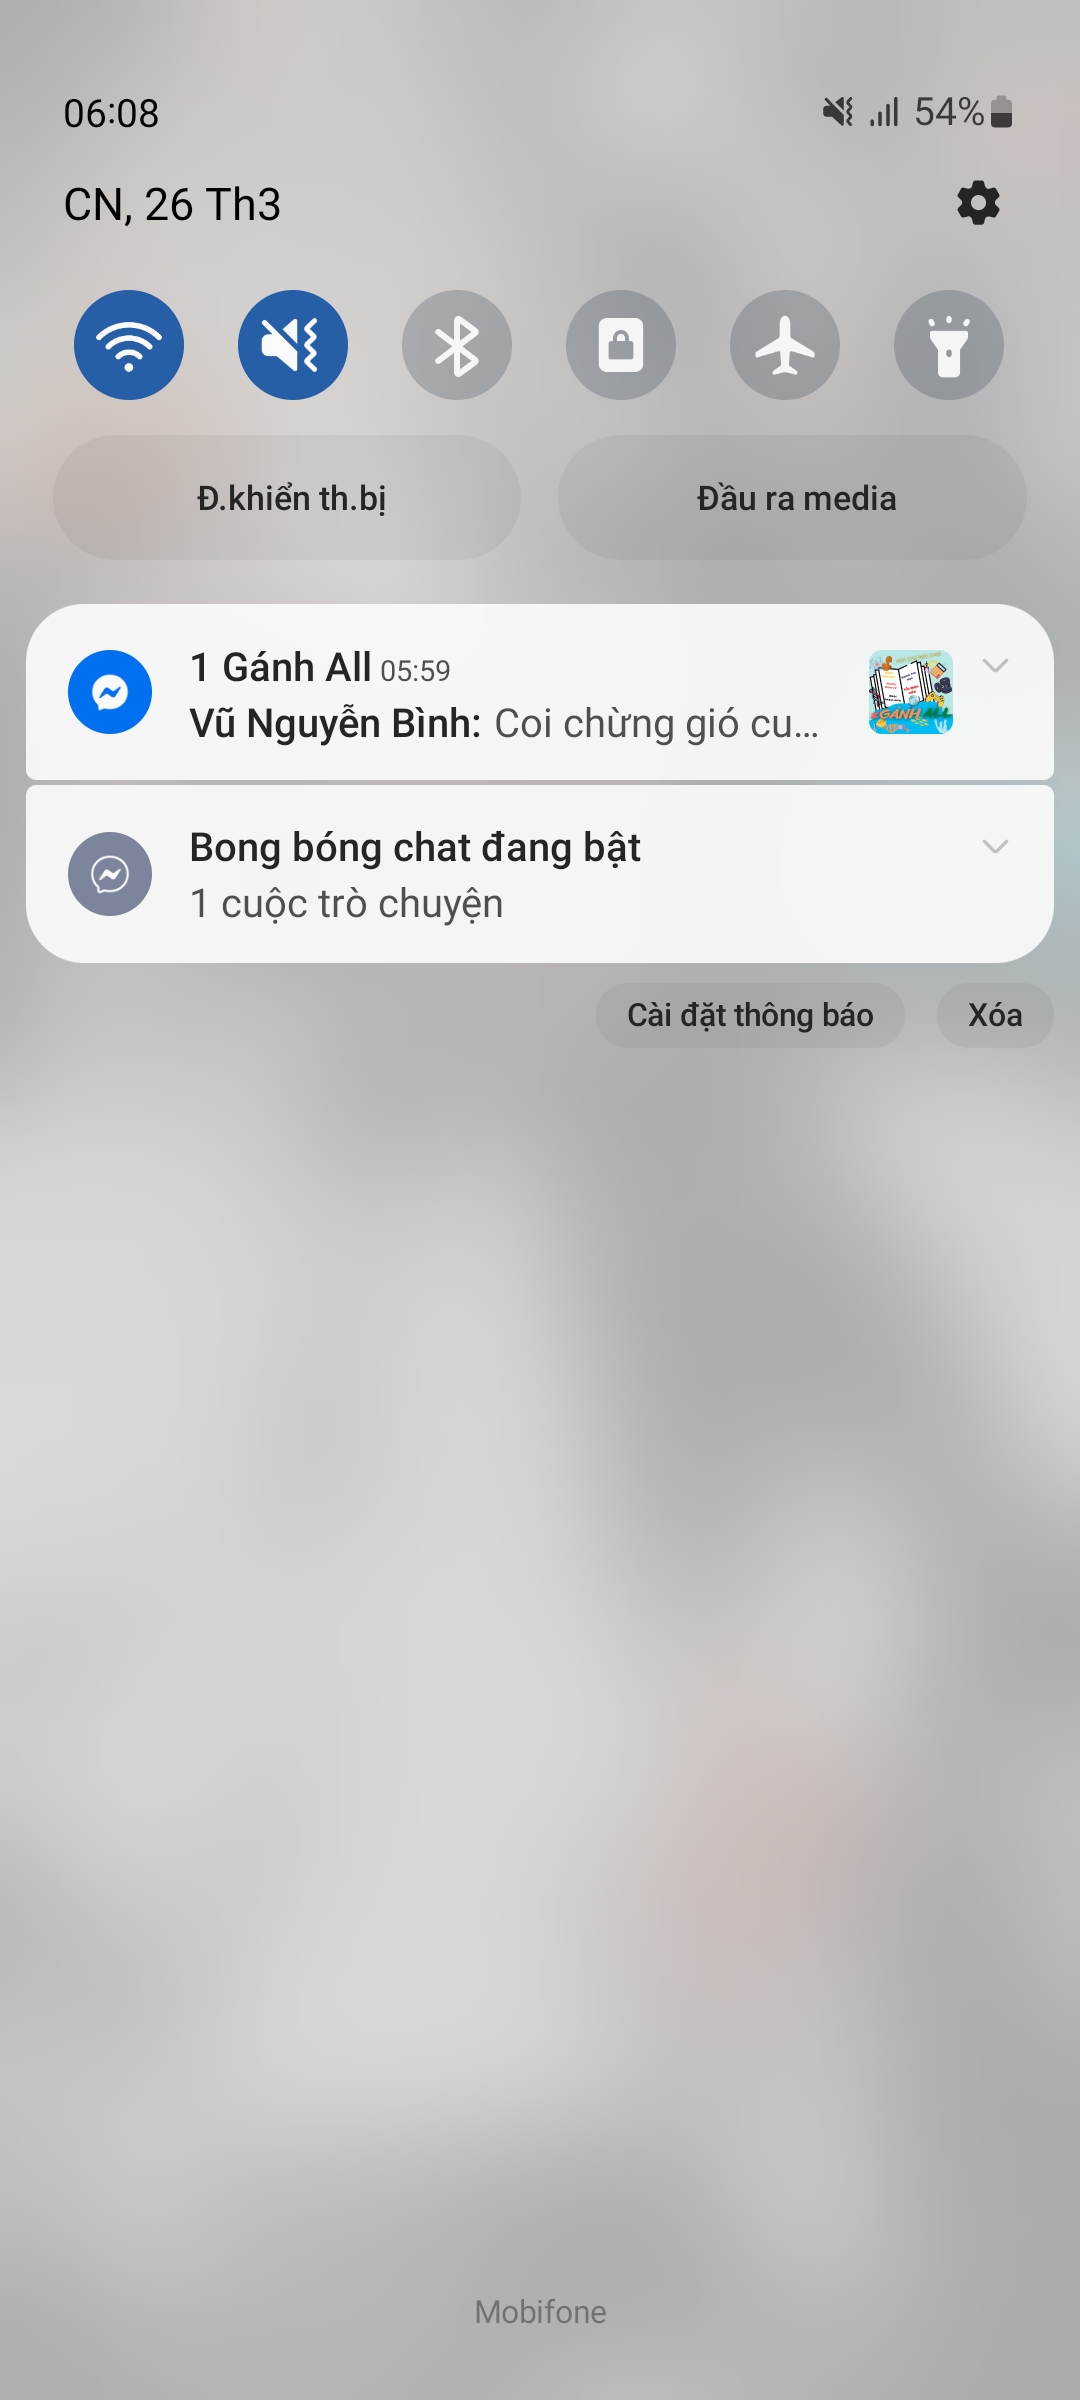 06:08
54%
CN, 26 Th3
Đ.khiển th.bị
Đầu ra media
1 Gánh All 05:59
Vũ Nguyễn Bình: Coi chừng gió cu...
GÁNH ALL
Bong bóng chat đang bật
1 cuộc trò chuyện
Cài đặt thông báo
Xóa
Mobifone